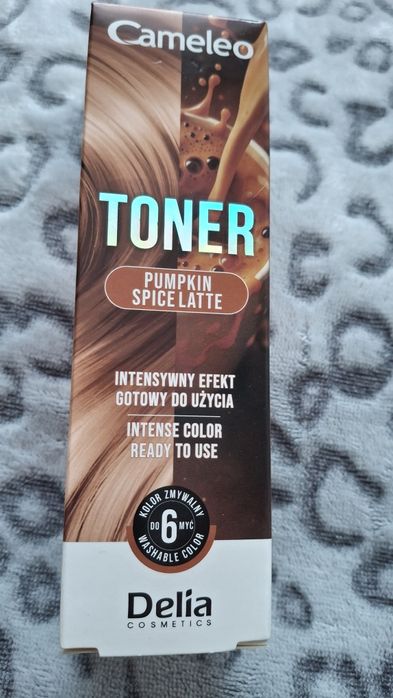 Cameleo
TONER
PUMPKIN
SPICE LATTE
INTENSYWNY EFEKT
GOTOWY DO UŻYCIA
INTENSE COLOR
READY TO USE
KOLOR ZMYWALNY
DO 6 MYĆ
WASHABLE COLOR
Delia
COSMETICS